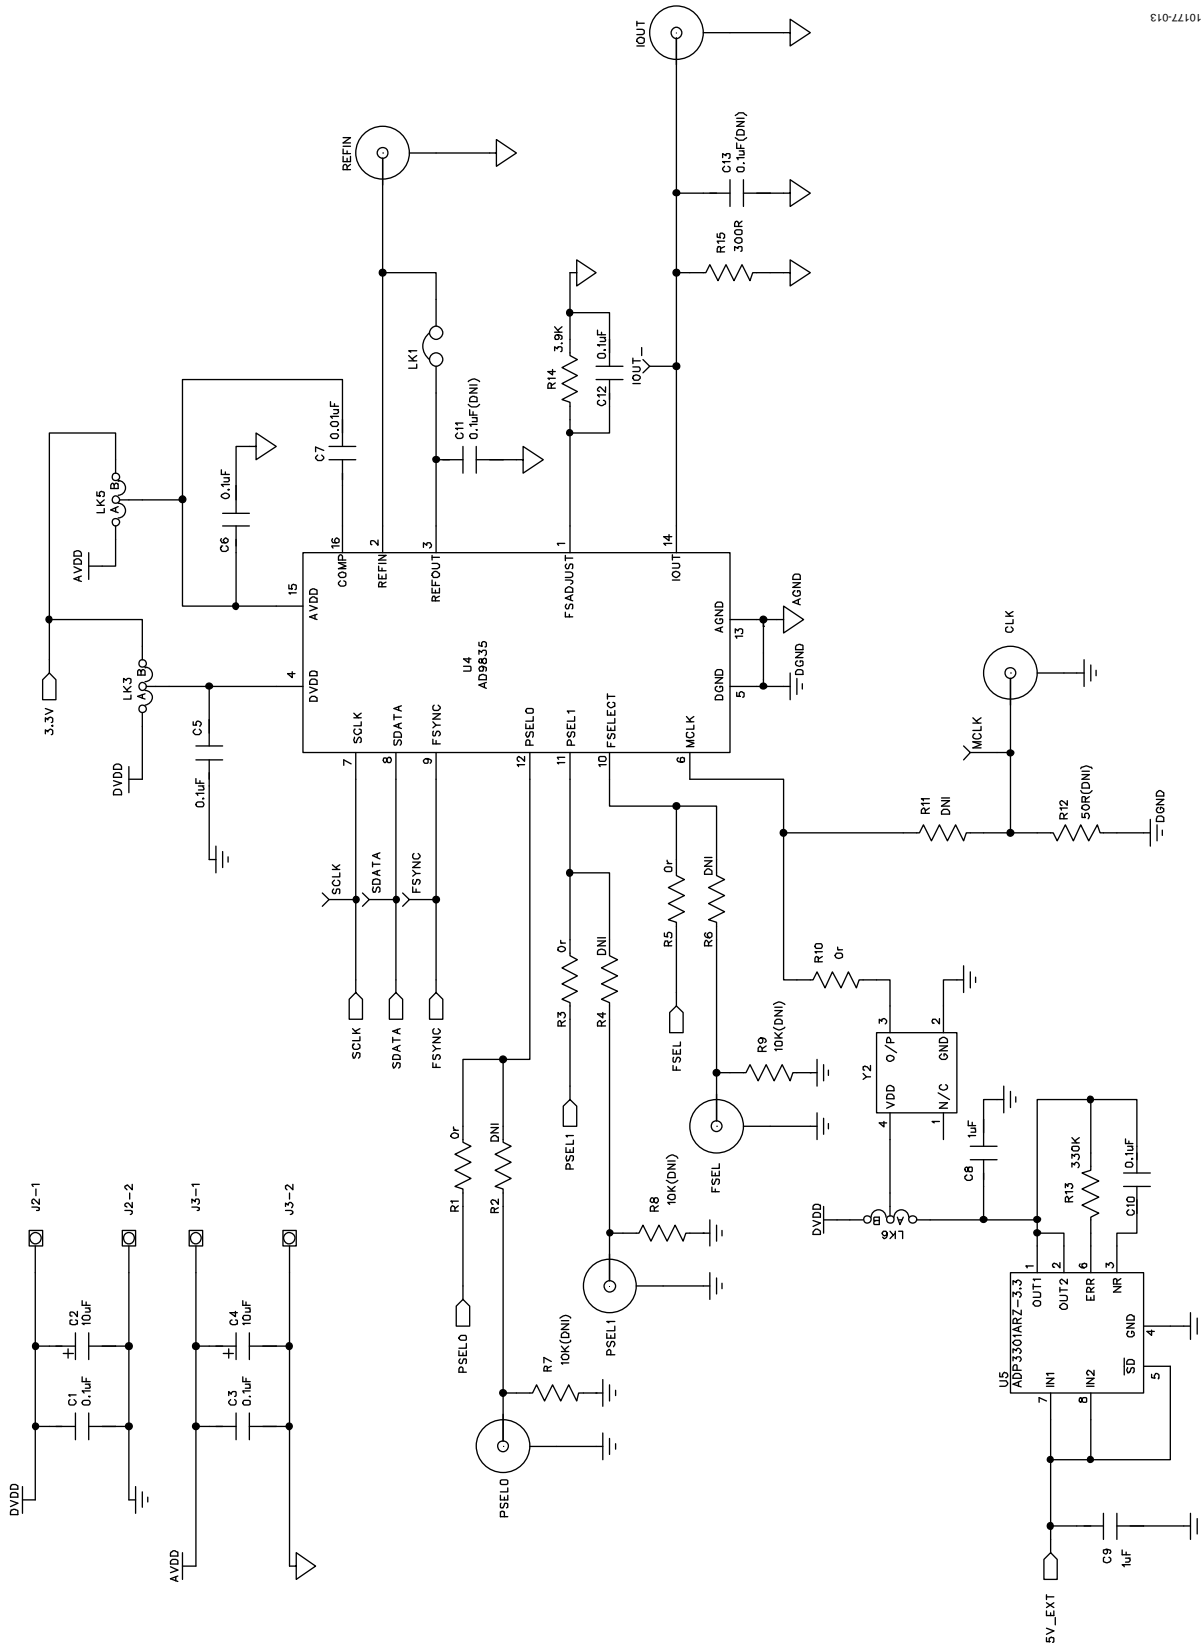 10177-013
IOUT
REFIN
C13
0.1uF(DNI)
R15
300R
LK1
R14
3.9K
C12
0.1uF
IOUT_
C11
0.1uF(DNI)
C7
0.01uF
LK5
A
B
AVDD
C6
0.1uF
3.3V
LK3
A
B
DVDD
C5
0.1uF
16
COMP
2
REFIN
3
REFOUT
1
FSADJUST
14
IOUT
15
AVDD
4
DVDD
U4
AD9835
AGND
13
AGND
DGND
5
DGND
SCLK
7
SDATA
8
FSYNC
9
PSEL0
12
PSEL1
11
FSELECT
10
MCLK
6
SCLK
SDATA
FSYNC
SCLK
SDATA
FSYNC
CLK
MCLK
R11
DNI
R12
50R(DNI)
DGND
R1
0r
R2
DNI
R3
0r
R4
DNI
R5
0r
R6
DNI
PSEL0
PSEL1
FSEL
R7
10K(DNI)
R8
10K(DNI)
R9
10K(DNI)
PSEL0
PSEL1
FSEL
R10
0r
Y2
3
O/P
2
GND
4
VDD
1
N/C
DVDD
LK6
B
A
C8
1uF
R13
330K
C10
0.1uF
U5
ADP3301ARZ-3.3
1
OUT1
2
OUT2
6
ERR
3
NR
GND
4
SD
5
IN1
7
IN2
8
C9
1uF
5V_EXT
J2-1
J2-2
C2
10uF
+
C1
0.1uF
DVDD
J3-1
J3-2
C4
10uF
+
C3
0.1uF
AVDD